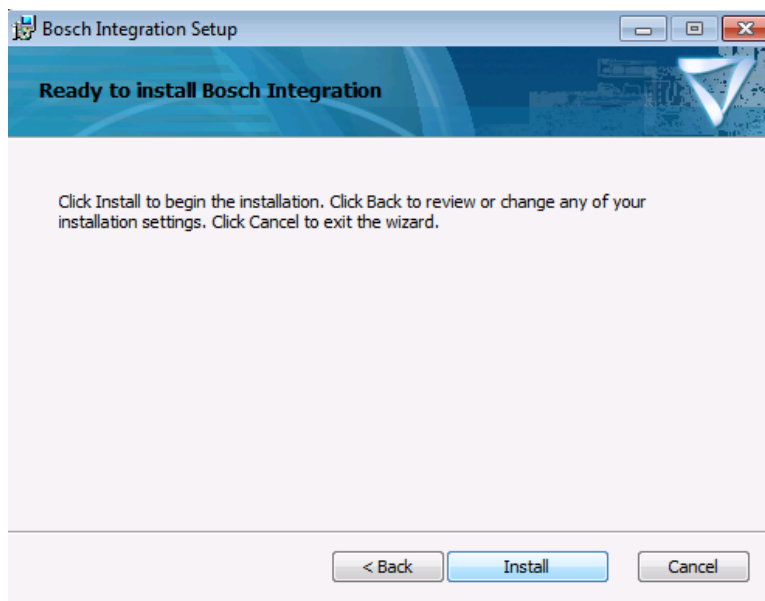 Bosch Integration Setup
Ready to install Bosch Integration
Click Install to begin the installation. Click Back to review or change any of your
installation settings. Click Cancel to exit the wizard.
< Back
Install
Cancel